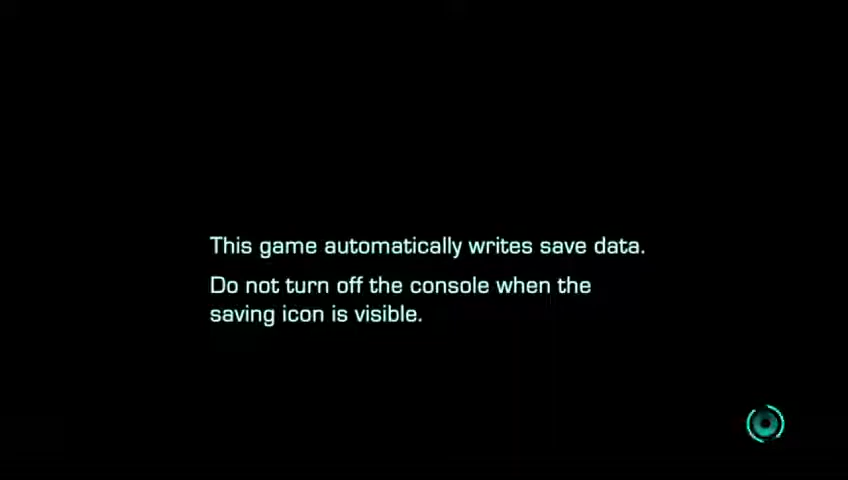 This game automatically writes save data.
Do not turn off the console when the
saving icon is visible.